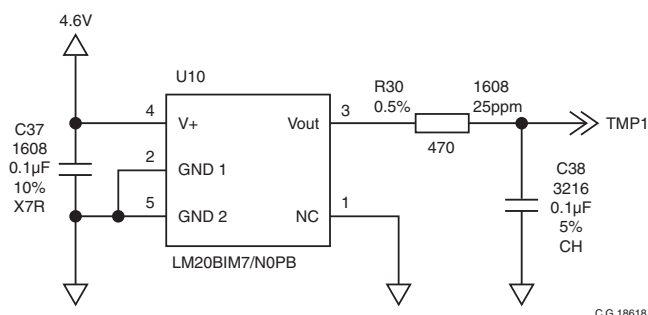 4.6V
U10
C37
1608
0.1µF
10%
X7R
4
V+
2
GND 1
5
GND 2
Vout
3
NC
1
LM20BIM7/N0PB
R30
0.5%
1608
25ppm
470
TMP1
C38
3216
0.1µF
5%
CH
C.G.18618